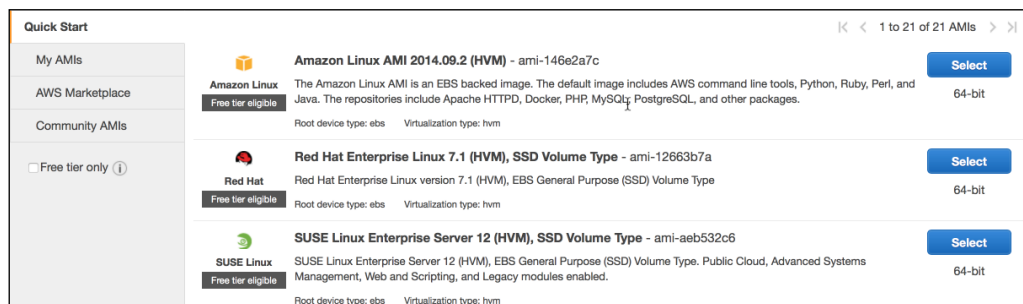 Quick Start
1 to 21 of 21 AMIs
My AMIs
AWS Marketplace
Community AMIs
Free tier only
Amazon Linux
Free tier eligible
Amazon Linux AMI 2014.09.2 (HVM) - ami-146e2a7c
The Amazon Linux AMI is an EBS backed image. The default image includes AWS command line tools, Python, Ruby, Perl, and
Java. The repositories include Apache HTTPD, Docker, PHP, MySQL, PostgreSQL, and other packages.
Root device type: ebs Virtualization type: hvm
Select
64-bit
Red Hat
Free tier eligible
Red Hat Enterprise Linux 7.1 (HVM), SSD Volume Type - ami-12663b7a
Red Hat Enterprise Linux version 7.1 (HVM), EBS General Purpose (SSD) Volume Type
Root device type: ebs Virtualization type: hvm
Select
64-bit
SUSE Linux
Free tier eligible
SUSE Linux Enterprise Server 12 (HVM), SSD Volume Type - ami-aeb532c6
SUSE Linux Enterprise Server 12 (HVM), EBS General Purpose (SSD) Volume Type. Public Cloud, Advanced Systems
Management, Web and Scripting, and Legacy modules enabled.
Root device type: ebs Virtualization type: hvm
Select
64-bit